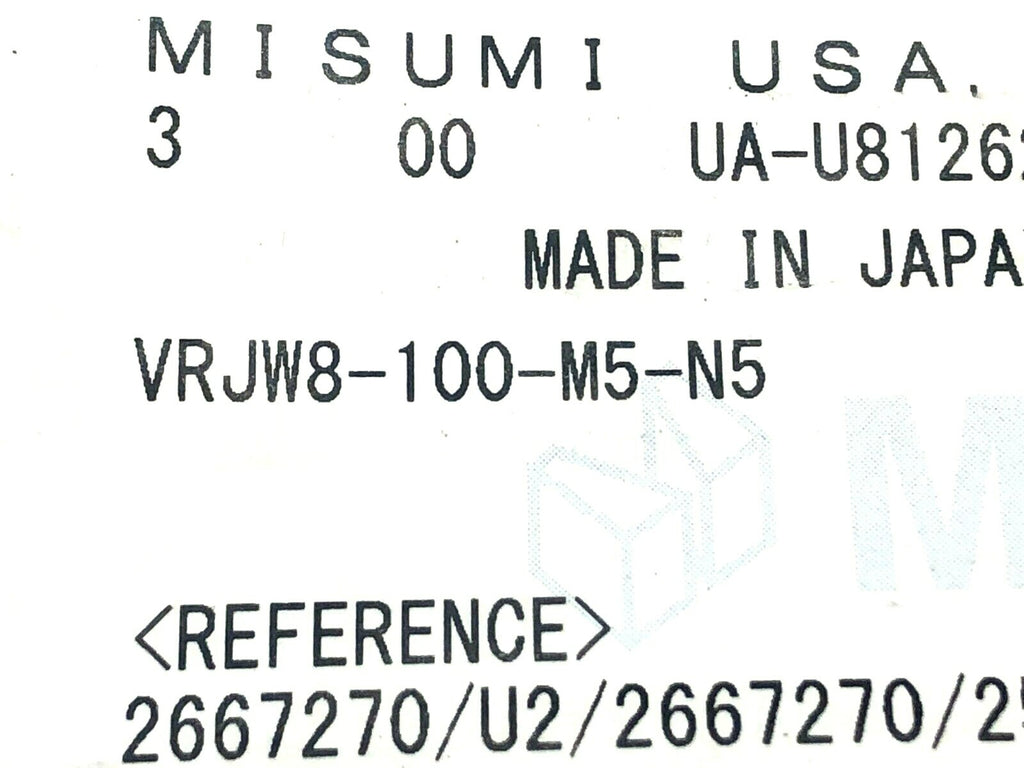 MISUMI USA.
3 00 UA-U8126
MADE IN JAPA
VRJW8-100-M5-N5
M
<REFERENCE>
2667270/U2/2667270/2